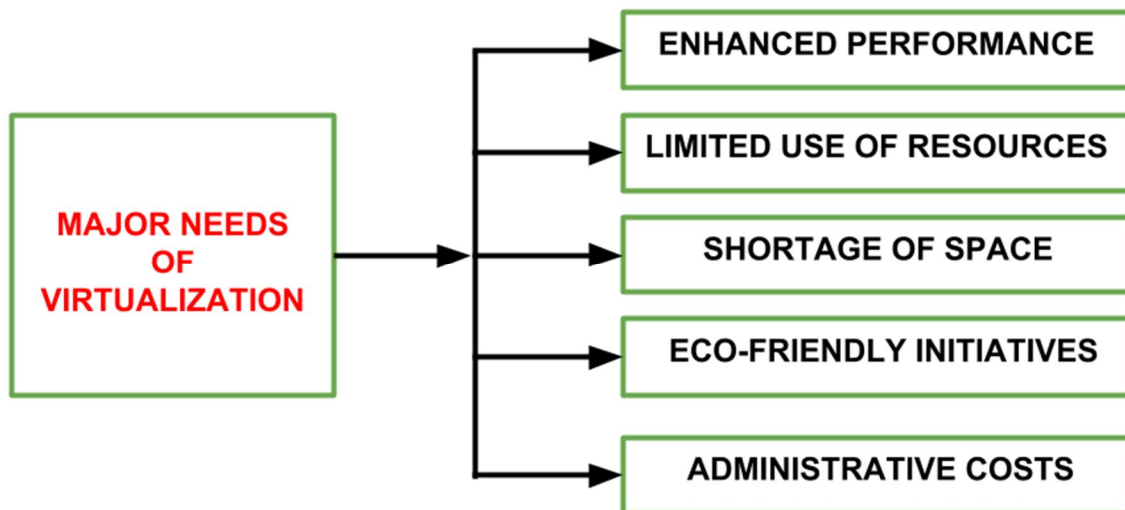 MAJOR NEEDS
OF
VIRTUALIZATION
ENHANCED PERFORMANCE
LIMITED USE OF RESOURCES
SHORTAGE OF SPACE
ECO-FRIENDLY INITIATIVES
ADMINISTRATIVE COSTS